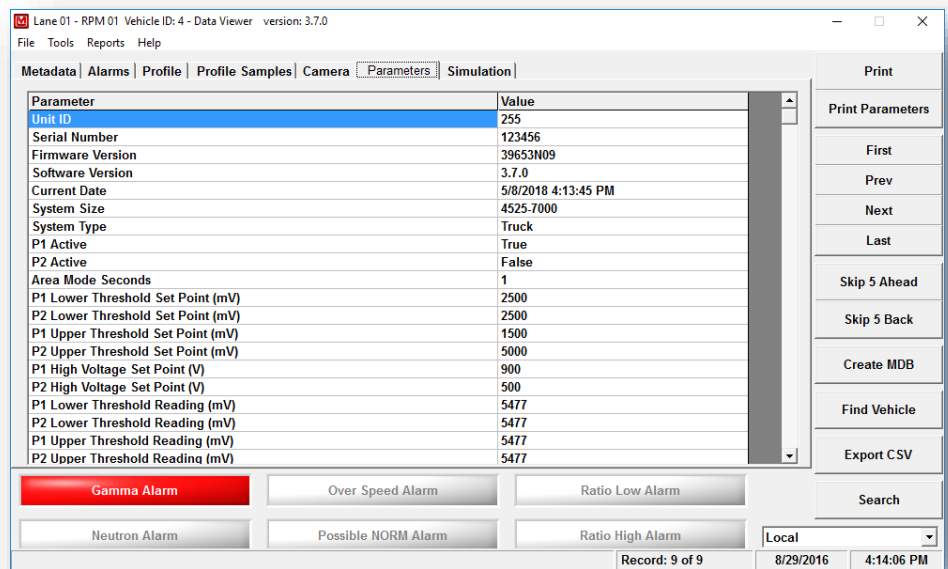 Lane 01 - RPM 01 Vehicle ID: 4 - Data Viewer version: 3.7.0
File Tools Reports Help
Metadata Alarms Profile Profile Samples Camera Parameters Simulation
Parameter Value
Unit ID 255
Serial Number 123456
Firmware Version 39653N09
Software Version 3.7.0
Current Date 5/8/2018 4:13:45 PM
System Size 4525-7000
System Type Truck
P1 Active True
P2 Active False
Area Mode Seconds 1
P1 Lower Threshold Set Point (mV) 2500
P2 Lower Threshold Set Point (mV) 2500
P1 Upper Threshold Set Point (mV) 1500
P2 Upper Threshold Set Point (mV) 5000
P1 High Voltage Set Point (V) 900
P2 High Voltage Set Point (V) 500
P1 Lower Threshold Reading (mV) 5477
P2 Lower Threshold Reading (mV) 5477
P1 Upper Threshold Reading (mV) 5477
P2 Upper Threshold Reading (mV) 5477
Print
Print Parameters
First
Prev
Next
Last
Skip 5 Ahead
Skip 5 Back
Create MDB
Find Vehicle
Export CSV
Search
Gamma Alarm Over Speed Alarm Ratio Low Alarm
Neutron Alarm Possible NORM Alarm Ratio High Alarm
Local
Record: 9 of 9 8/29/2016 4:14:06 PM